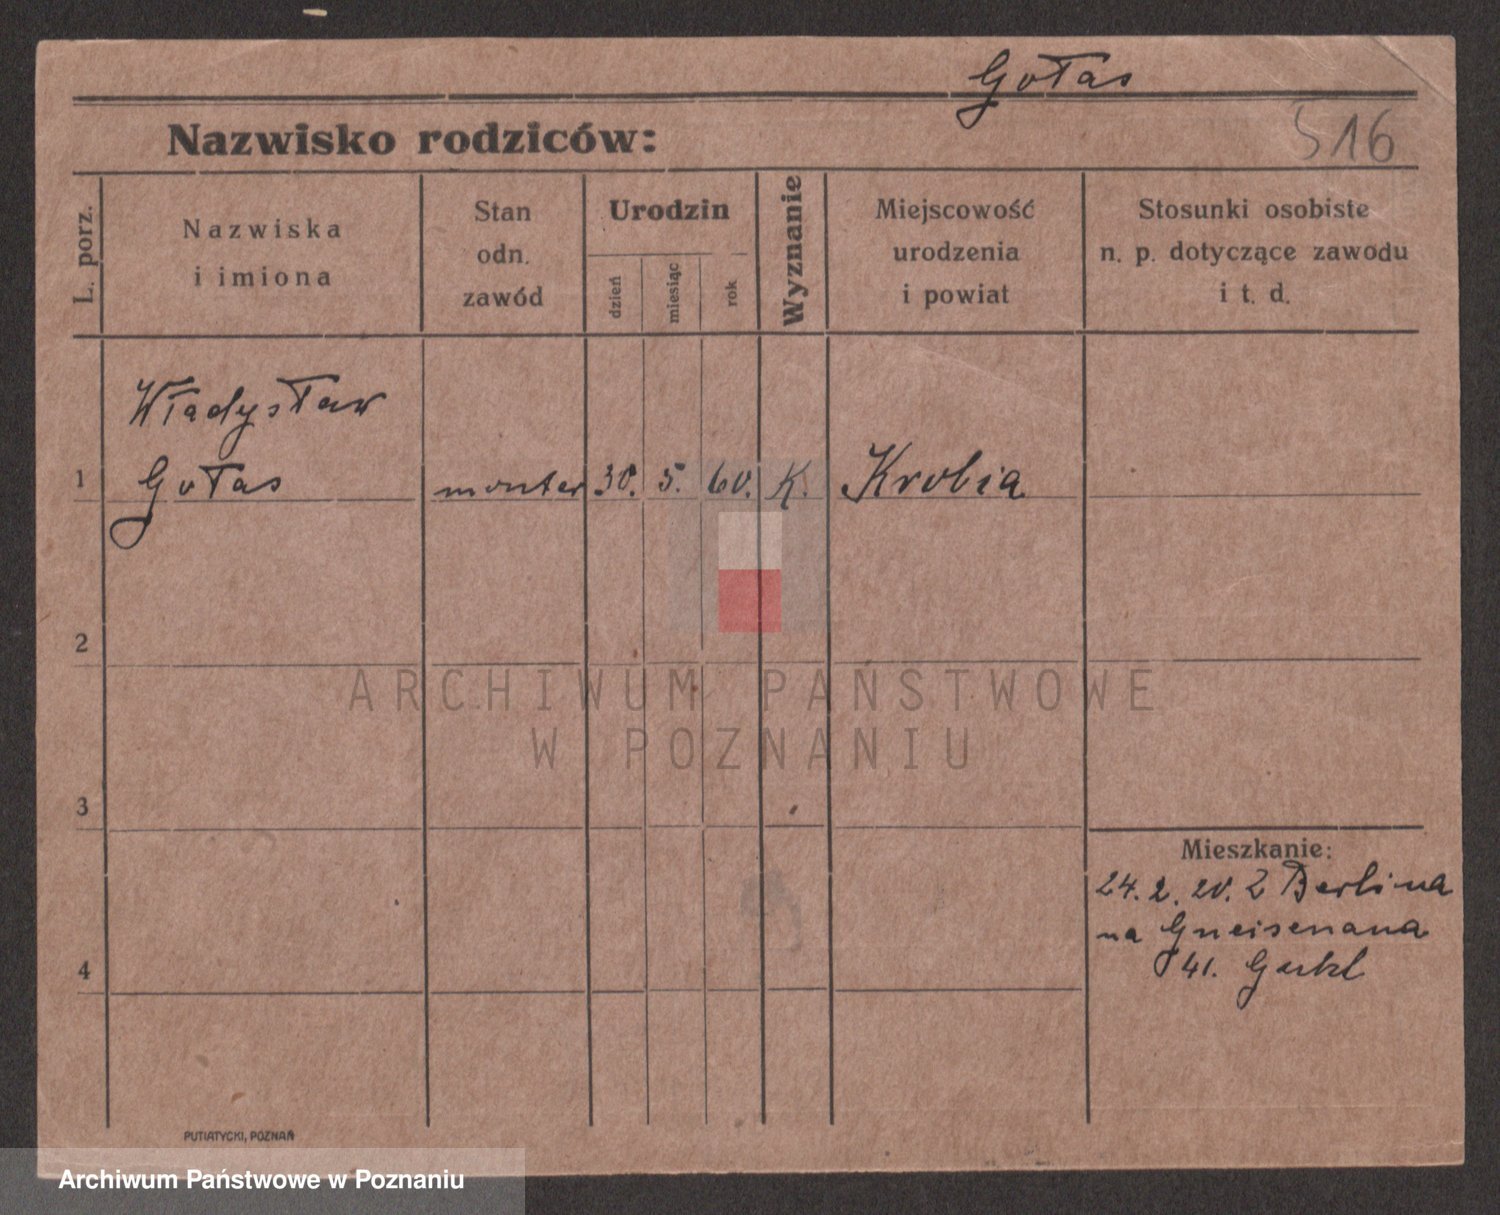 Gołas
Nazwisko rodziców: 516
L. porz.
Nazwiska
i imiona
Stan
odn.
zawód
Urodzin
dzień miesiąc rok
Wyznanie
Miejscowość
urodzenia
i powiat
Stosunki osobiste
n. p. dotyczące zawodu
i t. d.
Władysław
1 Gołas monter 30. 5. 60. K. Krobia
2
ARCHIWUM PAŃSTWOWE
W POZNANIU
3
Mieszkanie:
24. 2. 20. Z Berlina
na Gneisenaua
4 41.
PUTIATYCKI, POZNAŃ
Archiwum Państwowe w Poznaniu